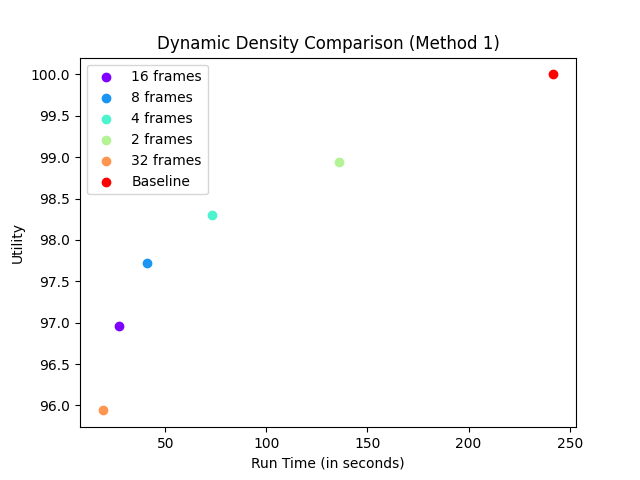 Dynamic Density Comparison (Method 1)
16 frames
8 frames
4 frames
2 frames
32 frames
Baseline
100.0
99.5
99.0
98.5
98.0
97.5
97.0
96.5
96.0
Utility
50 100 150 200 250
Run Time (in seconds)